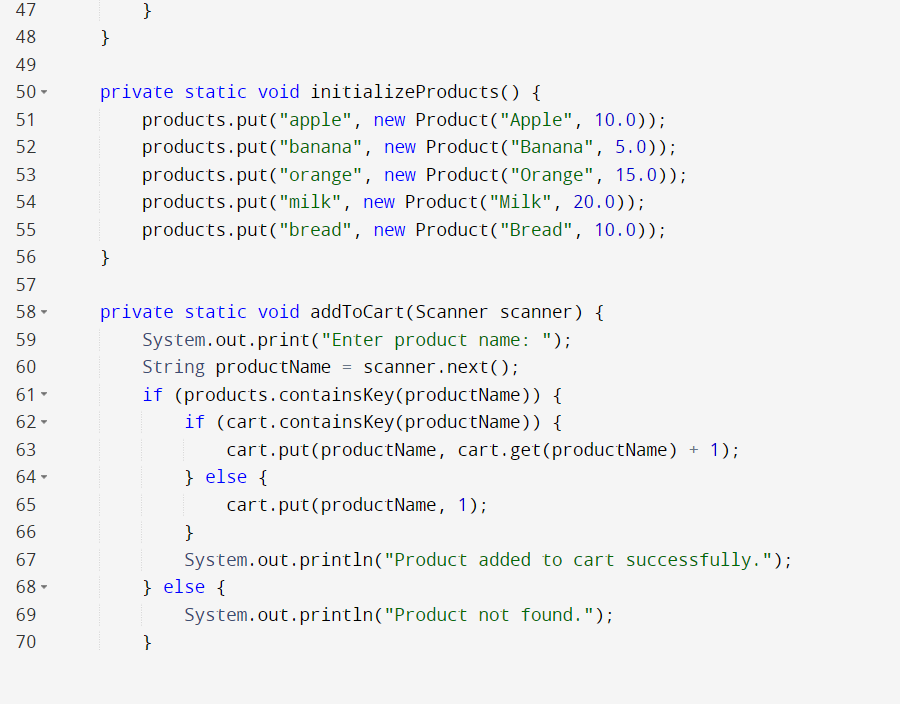 47 }
48 }
49
50 private static void initializeProducts() {
51 products.put("apple", new Product("Apple", 10.0));
52 products.put("banana", new Product("Banana", 5.0));
53 products.put("orange", new Product("Orange", 15.0));
54 products.put("milk", new Product("Milk", 20.0));
55 products.put("bread", new Product("Bread", 10.0));
56 }
57
58 private static void addToCart(Scanner scanner) {
59 System.out.print("Enter product name: ");
60 String productName = scanner.next();
61 if (products.containsKey(productName)) {
62 if (cart.containsKey(productName)) {
63 cart.put(productName, cart.get(productName) + 1);
64 } else {
65 cart.put(productName, 1);
66 }
67 System.out.println("Product added to cart successfully.");
68 } else {
69 System.out.println("Product not found.");
70 }